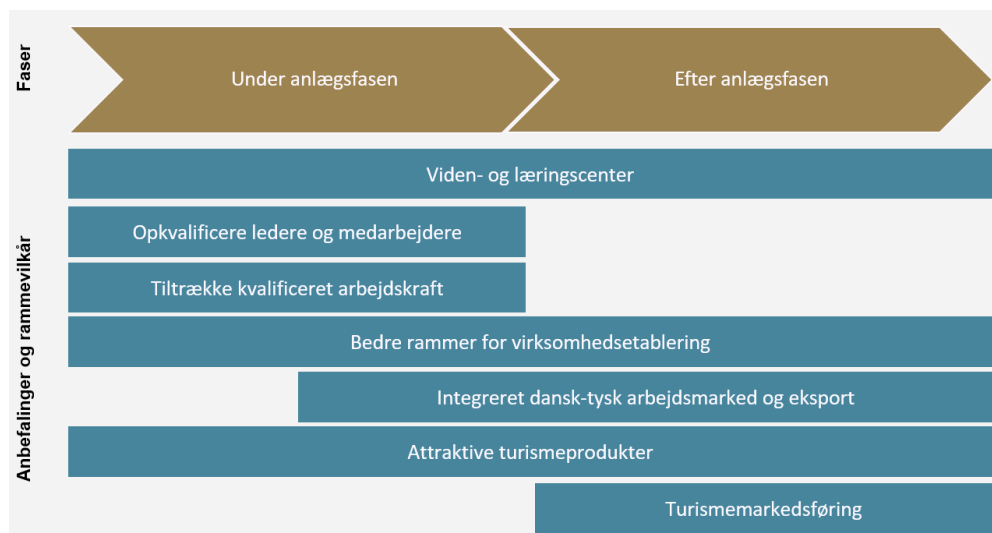 Faser
Under anlægsfasen
Efter anlægsfasen
Anbefalinger og rammevilkår
Viden- og læringscenter
Opkvalificere ledere og medarbejdere
Tiltrække kvalificeret arbejdskraft
Bedre rammer for virksomhedsetablering
Integreret dansk-tysk arbejdsmarked og eksport
Attraktive turismeprodukter
Turismemarkedsføring